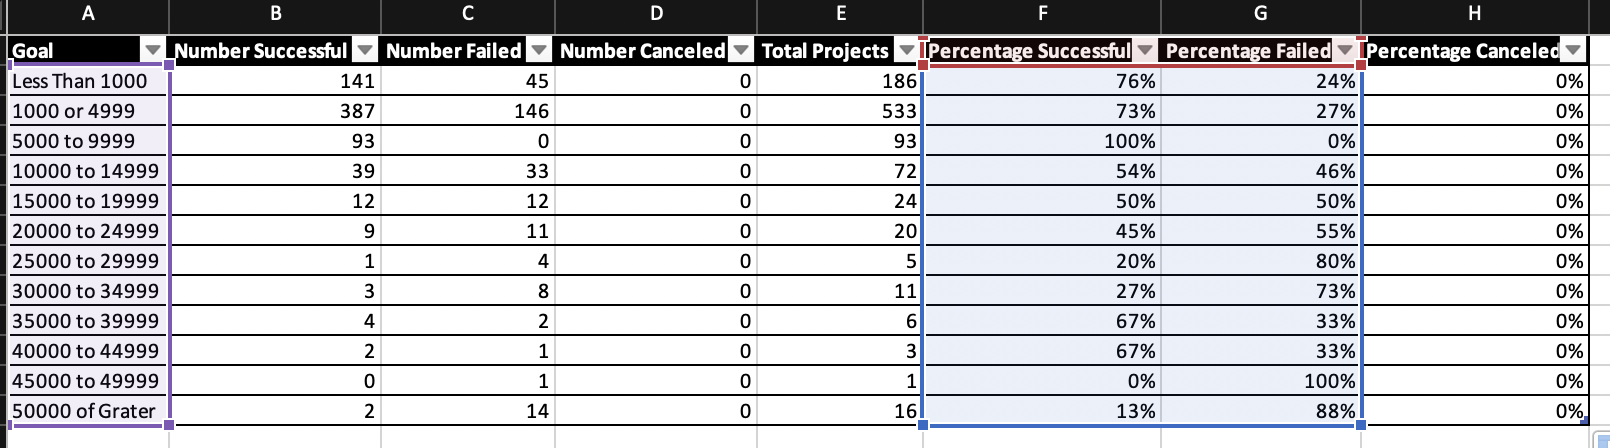 A B C D E F G H
Goal Number Successful Number Failed Number Canceled Total Projects Percentage Successful Percentage Failed Percentage Canceled
Less Than 1000 141 45 0 186 76% 24% 0%
1000 or 4999 387 146 0 533 73% 27% 0%
5000 to 9999 93 0 0 93 100% 0% 0%
10000 to 14999 39 33 0 72 54% 46% 0%
15000 to 19999 12 12 0 24 50% 50% 0%
20000 to 24999 9 11 0 20 45% 55% 0%
25000 to 29999 1 4 0 5 20% 80% 0%
30000 to 34999 3 8 0 11 27% 73% 0%
35000 to 39999 4 2 0 6 67% 33% 0%
40000 to 44999 2 1 0 3 67% 33% 0%
45000 to 49999 0 1 0 1 0% 100% 0%
50000 of Grater 2 14 0 16 13% 88% 0%